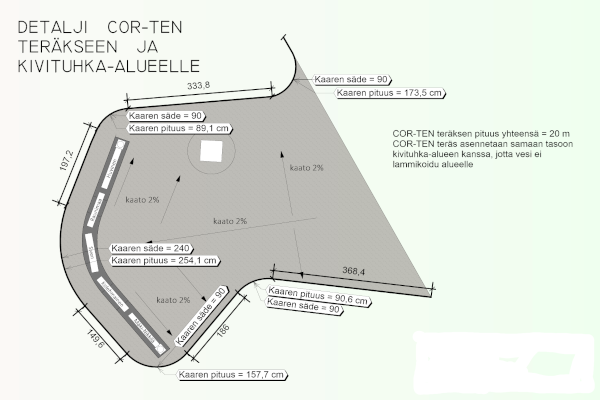 DETALJI COR-TEN
TERÄKSEEN JA
KIVITUHKA-ALUEELLE
Kaaren säde = 90
Kaaren pituus = 173,5 cm
333,8
Kaaren säde = 90
Kaaren pituus = 89,1 cm
COR-TEN teräksen pituus yhteensä = 20 m
COR-TEN teräs asennetaan samaan tasoon
kivituhka-alueen kanssa, jotta vesi ei
lammikoidu alueelle
197,2
kaato 2%
kaato 2%
kaato 2%
Kaaren säde = 240
Kaaren pituus = 254,1 cm
368,4
kaato 2%
Kaaren säde = 90
Kaaren pituus = 90,6 cm
Kaaren säde = 90
149,6
186
Kaaren pituus = 157,7 cm